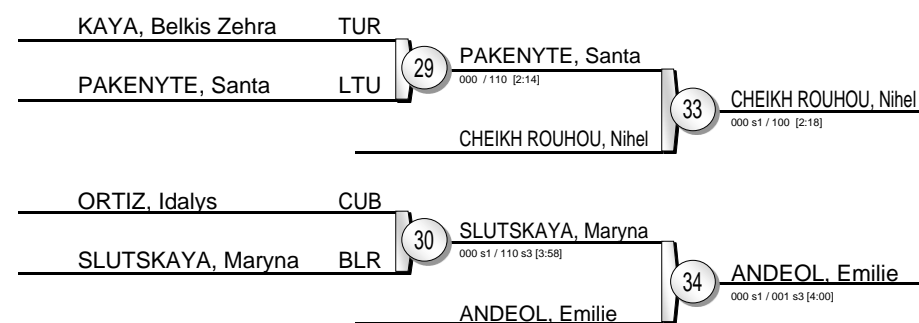 KAYA, Belkis Zehra TUR
29
PAKENYTE, Santa
000 / 110 [2:14]
PAKENYTE, Santa LTU
33
CHEIKH ROUHOU, Nihel
000 s1 / 100 [2:18]
CHEIKH ROUHOU, Nihel
ORTIZ, Idalys CUB
30
SLUTSKAYA, Maryna
000 s1 / 110 s3 [3:58]
SLUTSKAYA, Maryna BLR
34
ANDEOL, Emilie
000 s1 / 001 s3 [4:00]
ANDEOL, Emilie